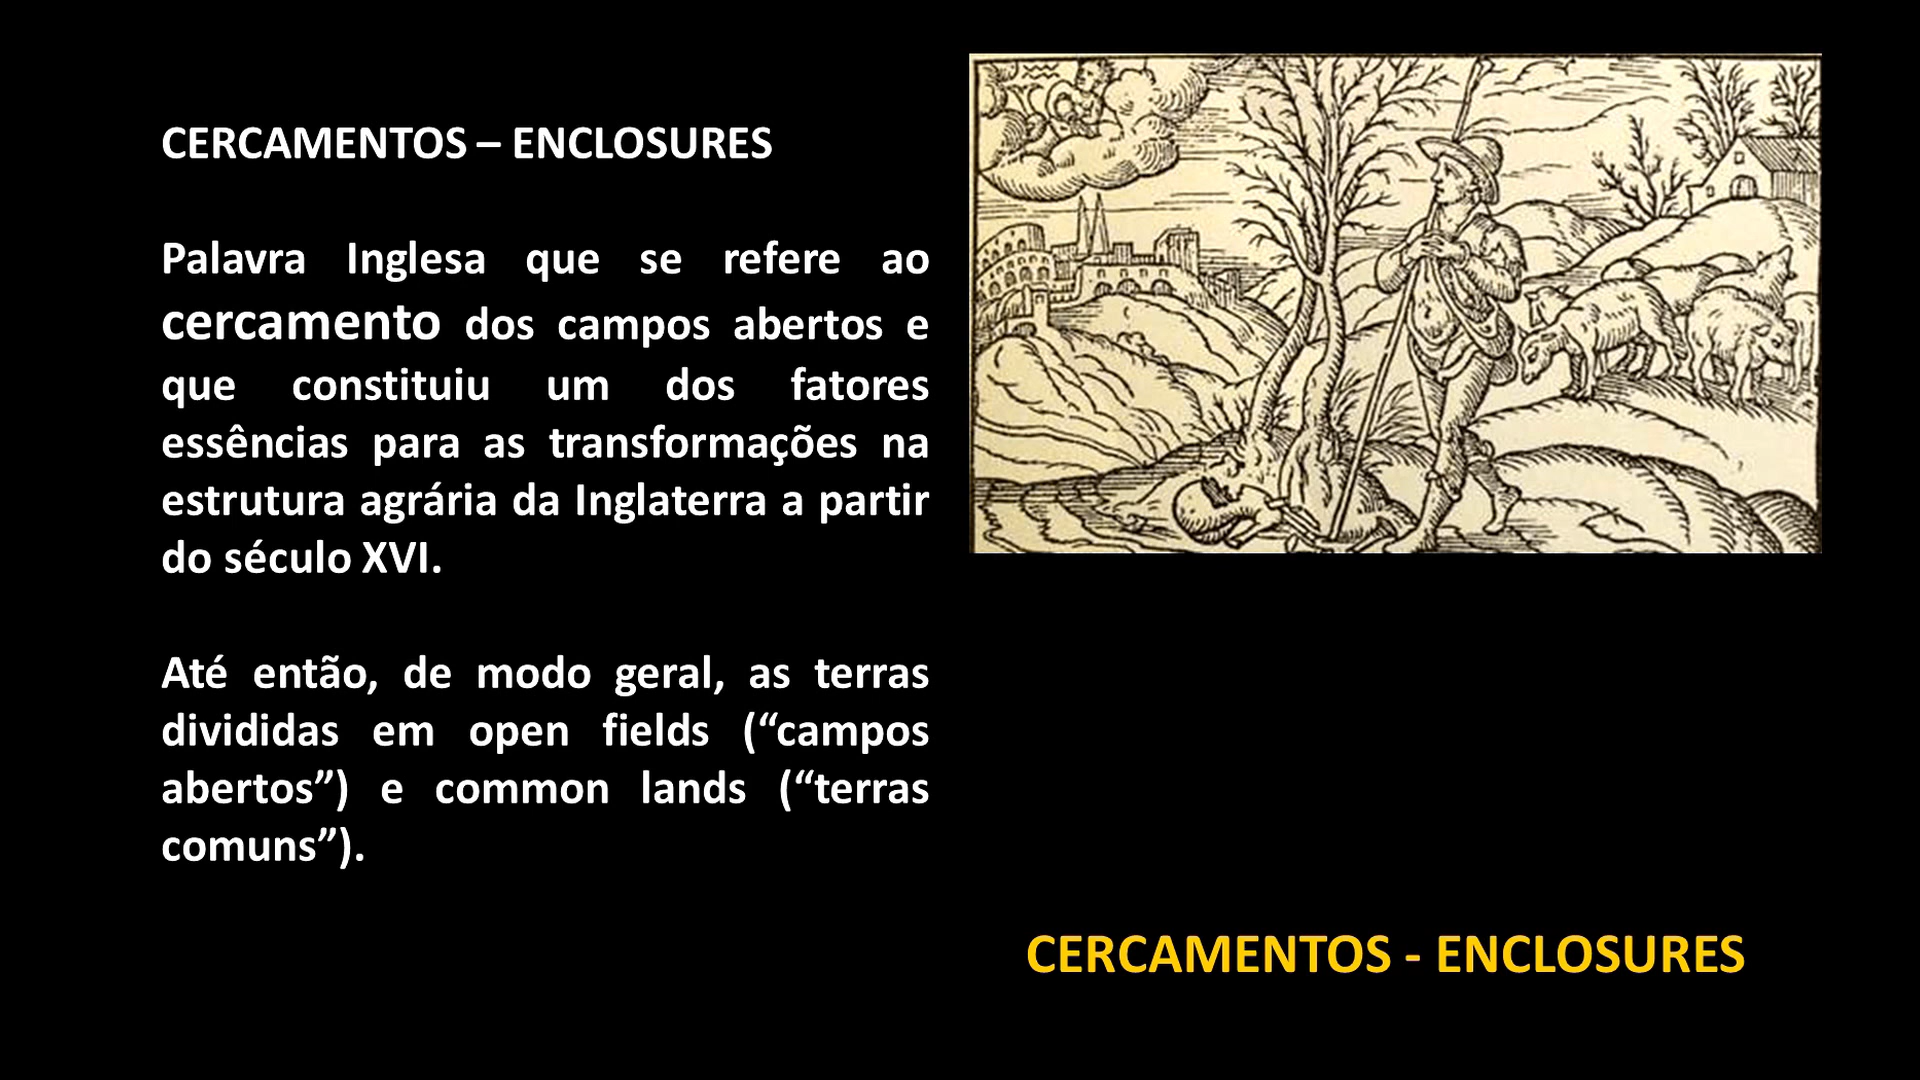 CERCAMENTOS – ENCLOSURES
Palavra Inglesa que se refere ao
cercamento dos campos abertos e
que constituiu um dos fatores
essências para as transformações na
estrutura agrária da Inglaterra a partir
do século XVI.
Até então, de modo geral, as terras
divididas em open fields (“campos
abertos”) e common lands (“terras
comuns”).
CERCAMENTOS - ENCLOSURES